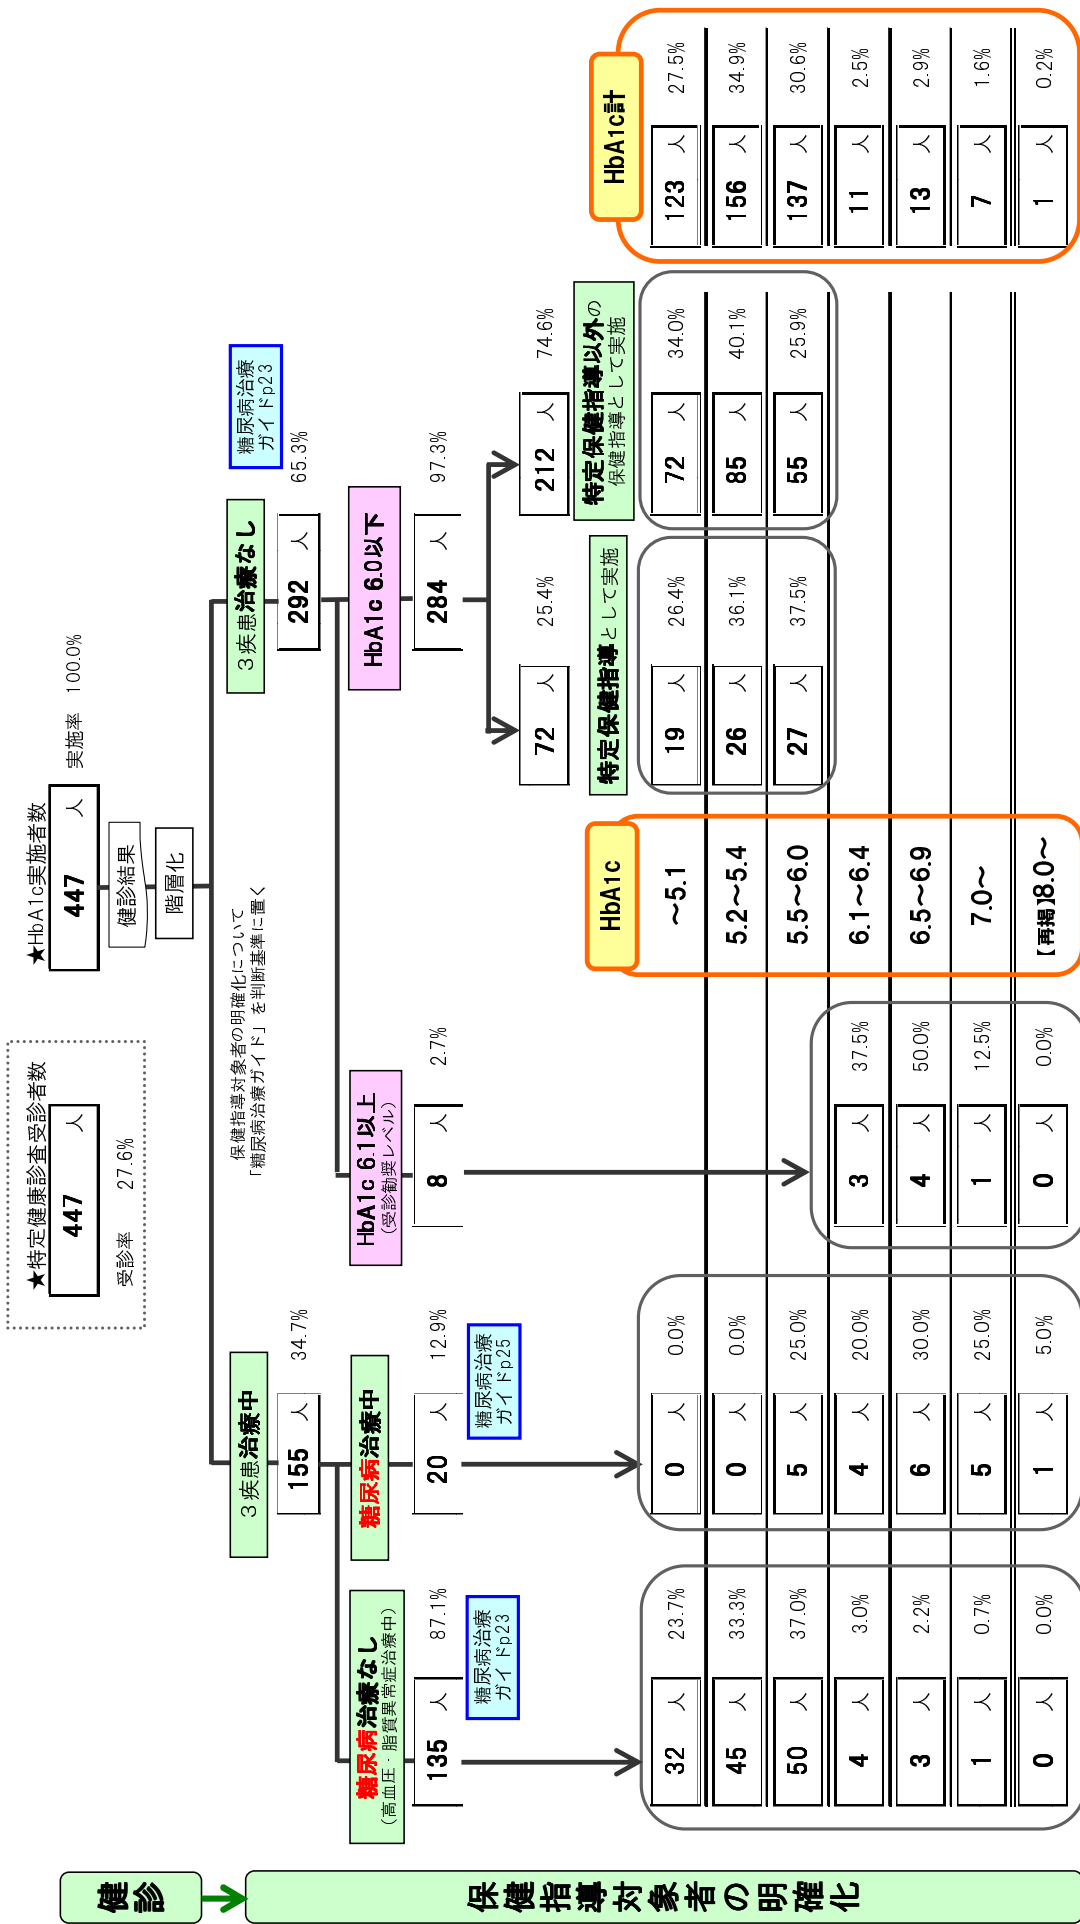 健診
保健指導対象者の明確化
★特定健康診査受診者数
447 人
受診率 27.6%
★HbA1c実施者数
447 人
実施率 100.0%
健診結果
階層化
保健指導対象者の明確化について
「糖尿病治療ガイド」を判断基準に置く
3疾患治療中
155 人 34.7%
3疾患治療なし
292 人 65.3%
糖尿病治療
ガイドp23
糖尿病治療なし
(高血圧・脂質異常症治療中)
135 人 87.1%
糖尿病治療
ガイドp23
糖尿病治療中
20 人 12.9%
糖尿病治療
ガイドp25
HbA1c 6.1以上
(受診勧奨レベル)
8 人 2.7%
HbA1c 6.0以下
284 人 97.3%
72 人 25.4%
特定保健指導として実施
212 人 74.6%
特定保健指導以外の
保健指導として実施
HbA1c
HbA1c計
32 人 23.7% 0 人 0.0% ～5.1 19 人 26.4% 72 人 34.0% 123 人 27.5%
45 人 33.3% 0 人 0.0% 5.2～5.4 26 人 36.1% 85 人 40.1% 156 人 34.9%
50 人 37.0% 5 人 25.0% 5.5～6.0 27 人 37.5% 55 人 25.9% 137 人 30.6%
4 人 3.0% 4 人 20.0% 3 人 37.5% 6.1～6.4 11 人 2.5%
3 人 2.2% 6 人 30.0% 4 人 50.0% 6.5～6.9 13 人 2.9%
1 人 0.7% 5 人 25.0% 1 人 12.5% 7.0～ 7 人 1.6%
0 人 0.0% 1 人 5.0% 0 人 0.0% 【再掲】8.0～ 1 人 0.2%